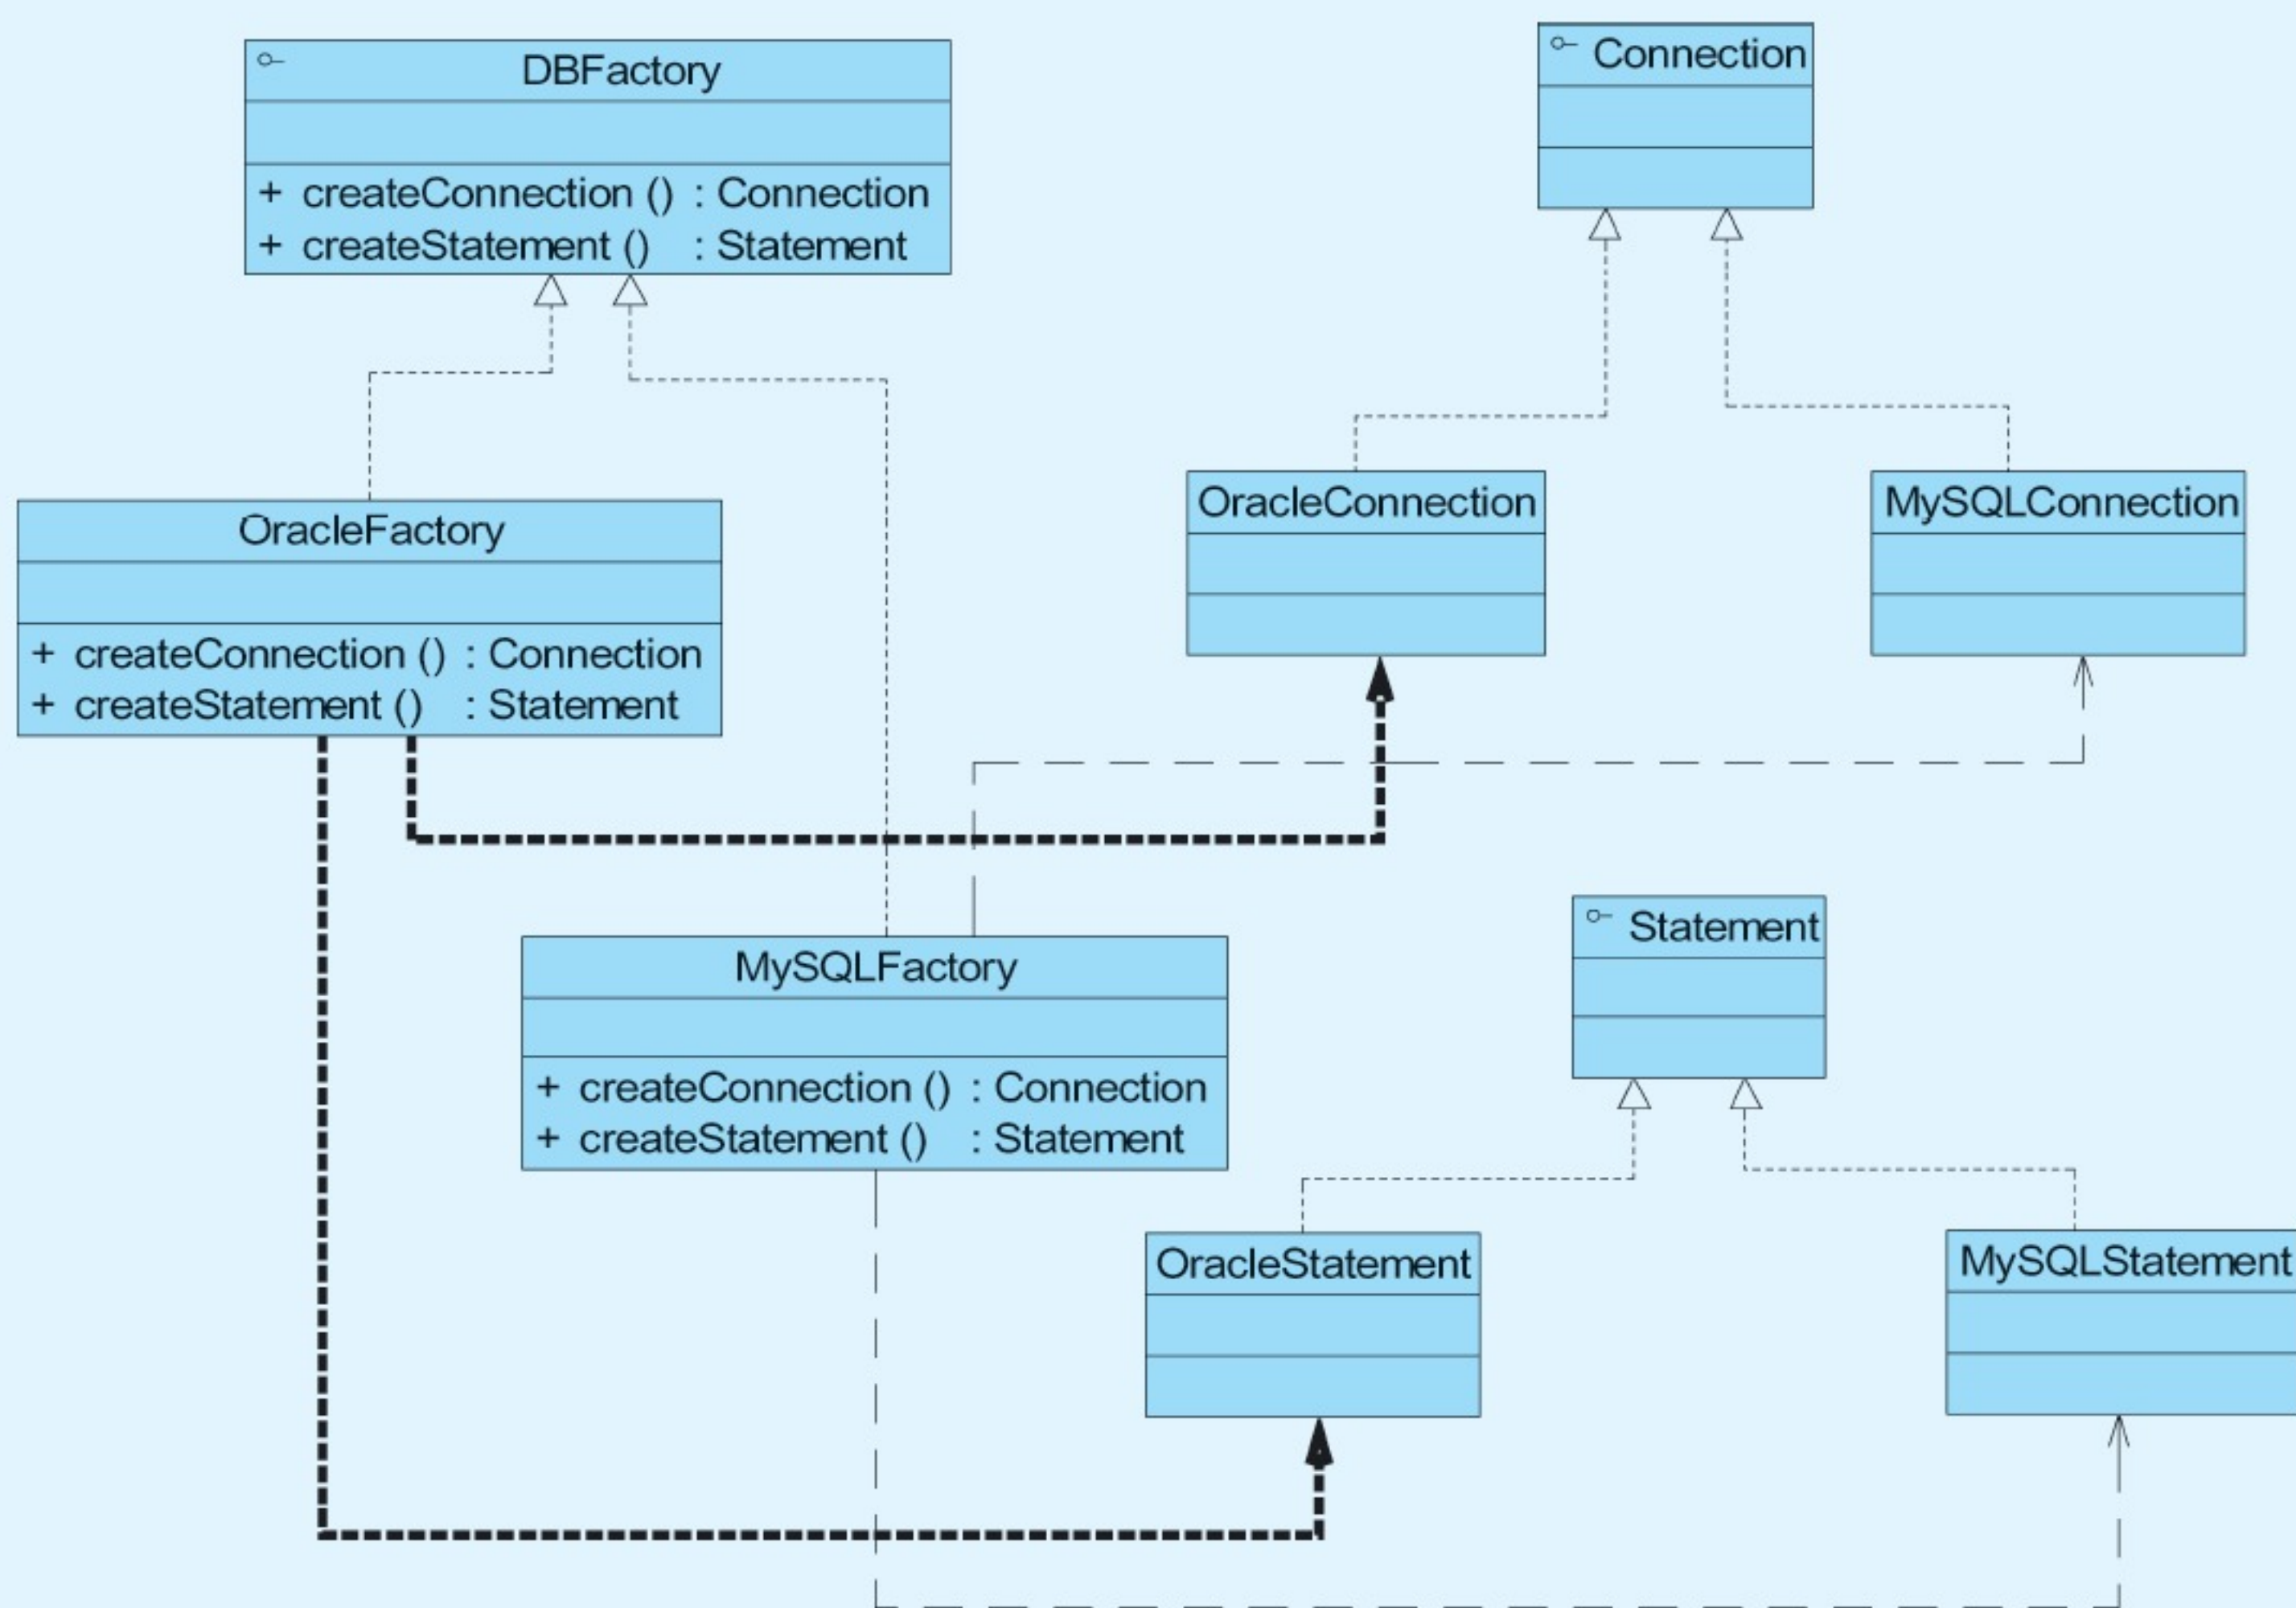 DBFactory
+ createConnection () : Connection
+ createStatement () : Statement
Connection
OracleFactory
+ createConnection () : Connection
+ createStatement () : Statement
OracleConnection
MySQLConnection
MySQLFactory
+ createConnection () : Connection
+ createStatement () : Statement
Statement
OracleStatement
MySQLStatement